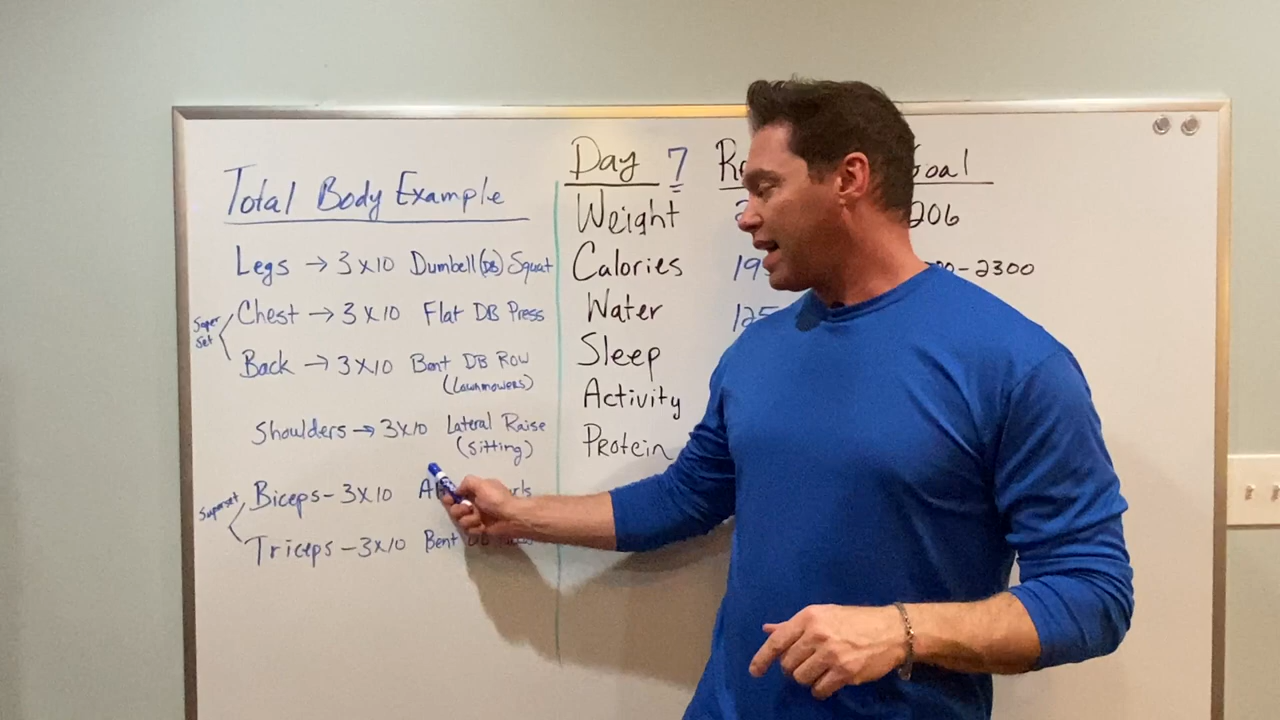 Total Body Example
Legs → 3x10 Dumbell (DB) Squat
Super Set
Chest → 3x10 Flat DB Press
Back → 3x10 Bent DB Row
(Lawnmowers)
Shoulders → 3x10 Lateral Raise
(Sitting)
Superset
Biceps - 3x10
Triceps - 3x10 Bent
Day 7
Weight 206
Calories 2300
Water
Sleep
Activity
Protein